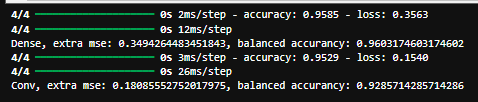 4/4 ━━━━━━━━━━━━━━━━━━━━ 0s 2ms/step - accuracy: 0.9585 - loss: 0.3563
4/4 ━━━━━━━━━━━━━━━━━━━━ 0s 12ms/step
Dense, extra mse: 0.3494264483451843, balanced accurancy: 0.9603174603174602
4/4 ━━━━━━━━━━━━━━━━━━━━ 0s 3ms/step - accuracy: 0.9529 - loss: 0.1540
4/4 ━━━━━━━━━━━━━━━━━━━━ 0s 26ms/step
Conv, extra mse: 0.18085552752017975, balanced accurancy: 0.9285714285714286